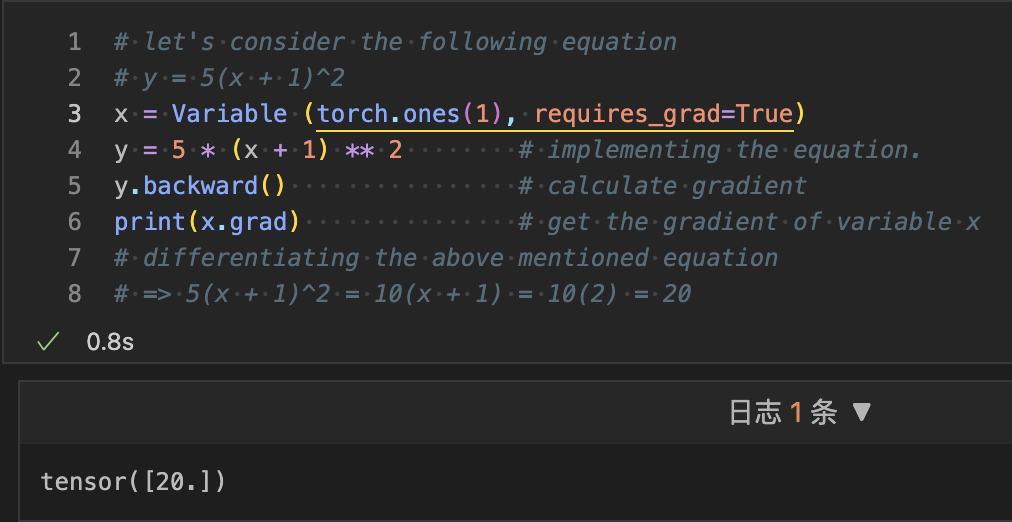 1 # let's consider the following equation
2 # y = 5(x + 1)^2
3 x = Variable (torch.ones(1), requires_grad=True)
4 y = 5 * (x + 1) ** 2 # implementing the equation.
5 y.backward() # calculate gradient
6 print(x.grad) # get the gradient of variable x
7 # differentiating the above mentioned equation
8 # => 5(x + 1)^2 = 10(x + 1) = 10(2) = 20
0.8s
日志 1 条 ▼
tensor([20.])